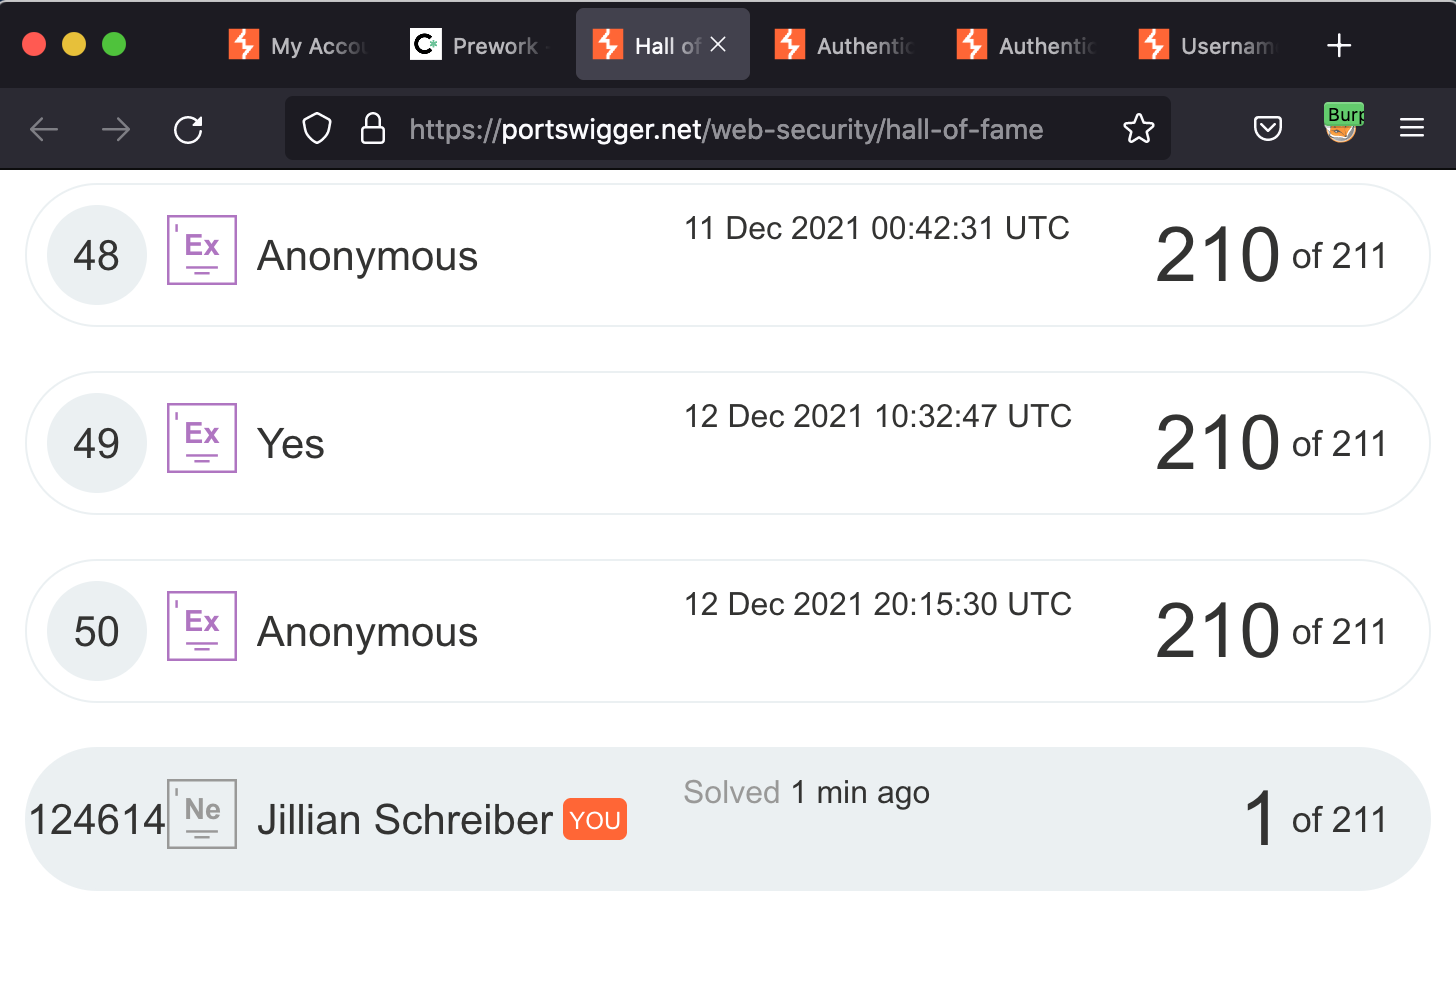 My Acco
C* Prework
Hall of
Authentic
Authentic
Usernam
https://portswigger.net/web-security/hall-of-fame
Burp
48 Ex Anonymous 11 Dec 2021 00:42:31 UTC 210 of 211
49 Ex Yes 12 Dec 2021 10:32:47 UTC 210 of 211
50 Ex Anonymous 12 Dec 2021 20:15:30 UTC 210 of 211
124614 Ne Jillian Schreiber YOU Solved 1 min ago 1 of 211